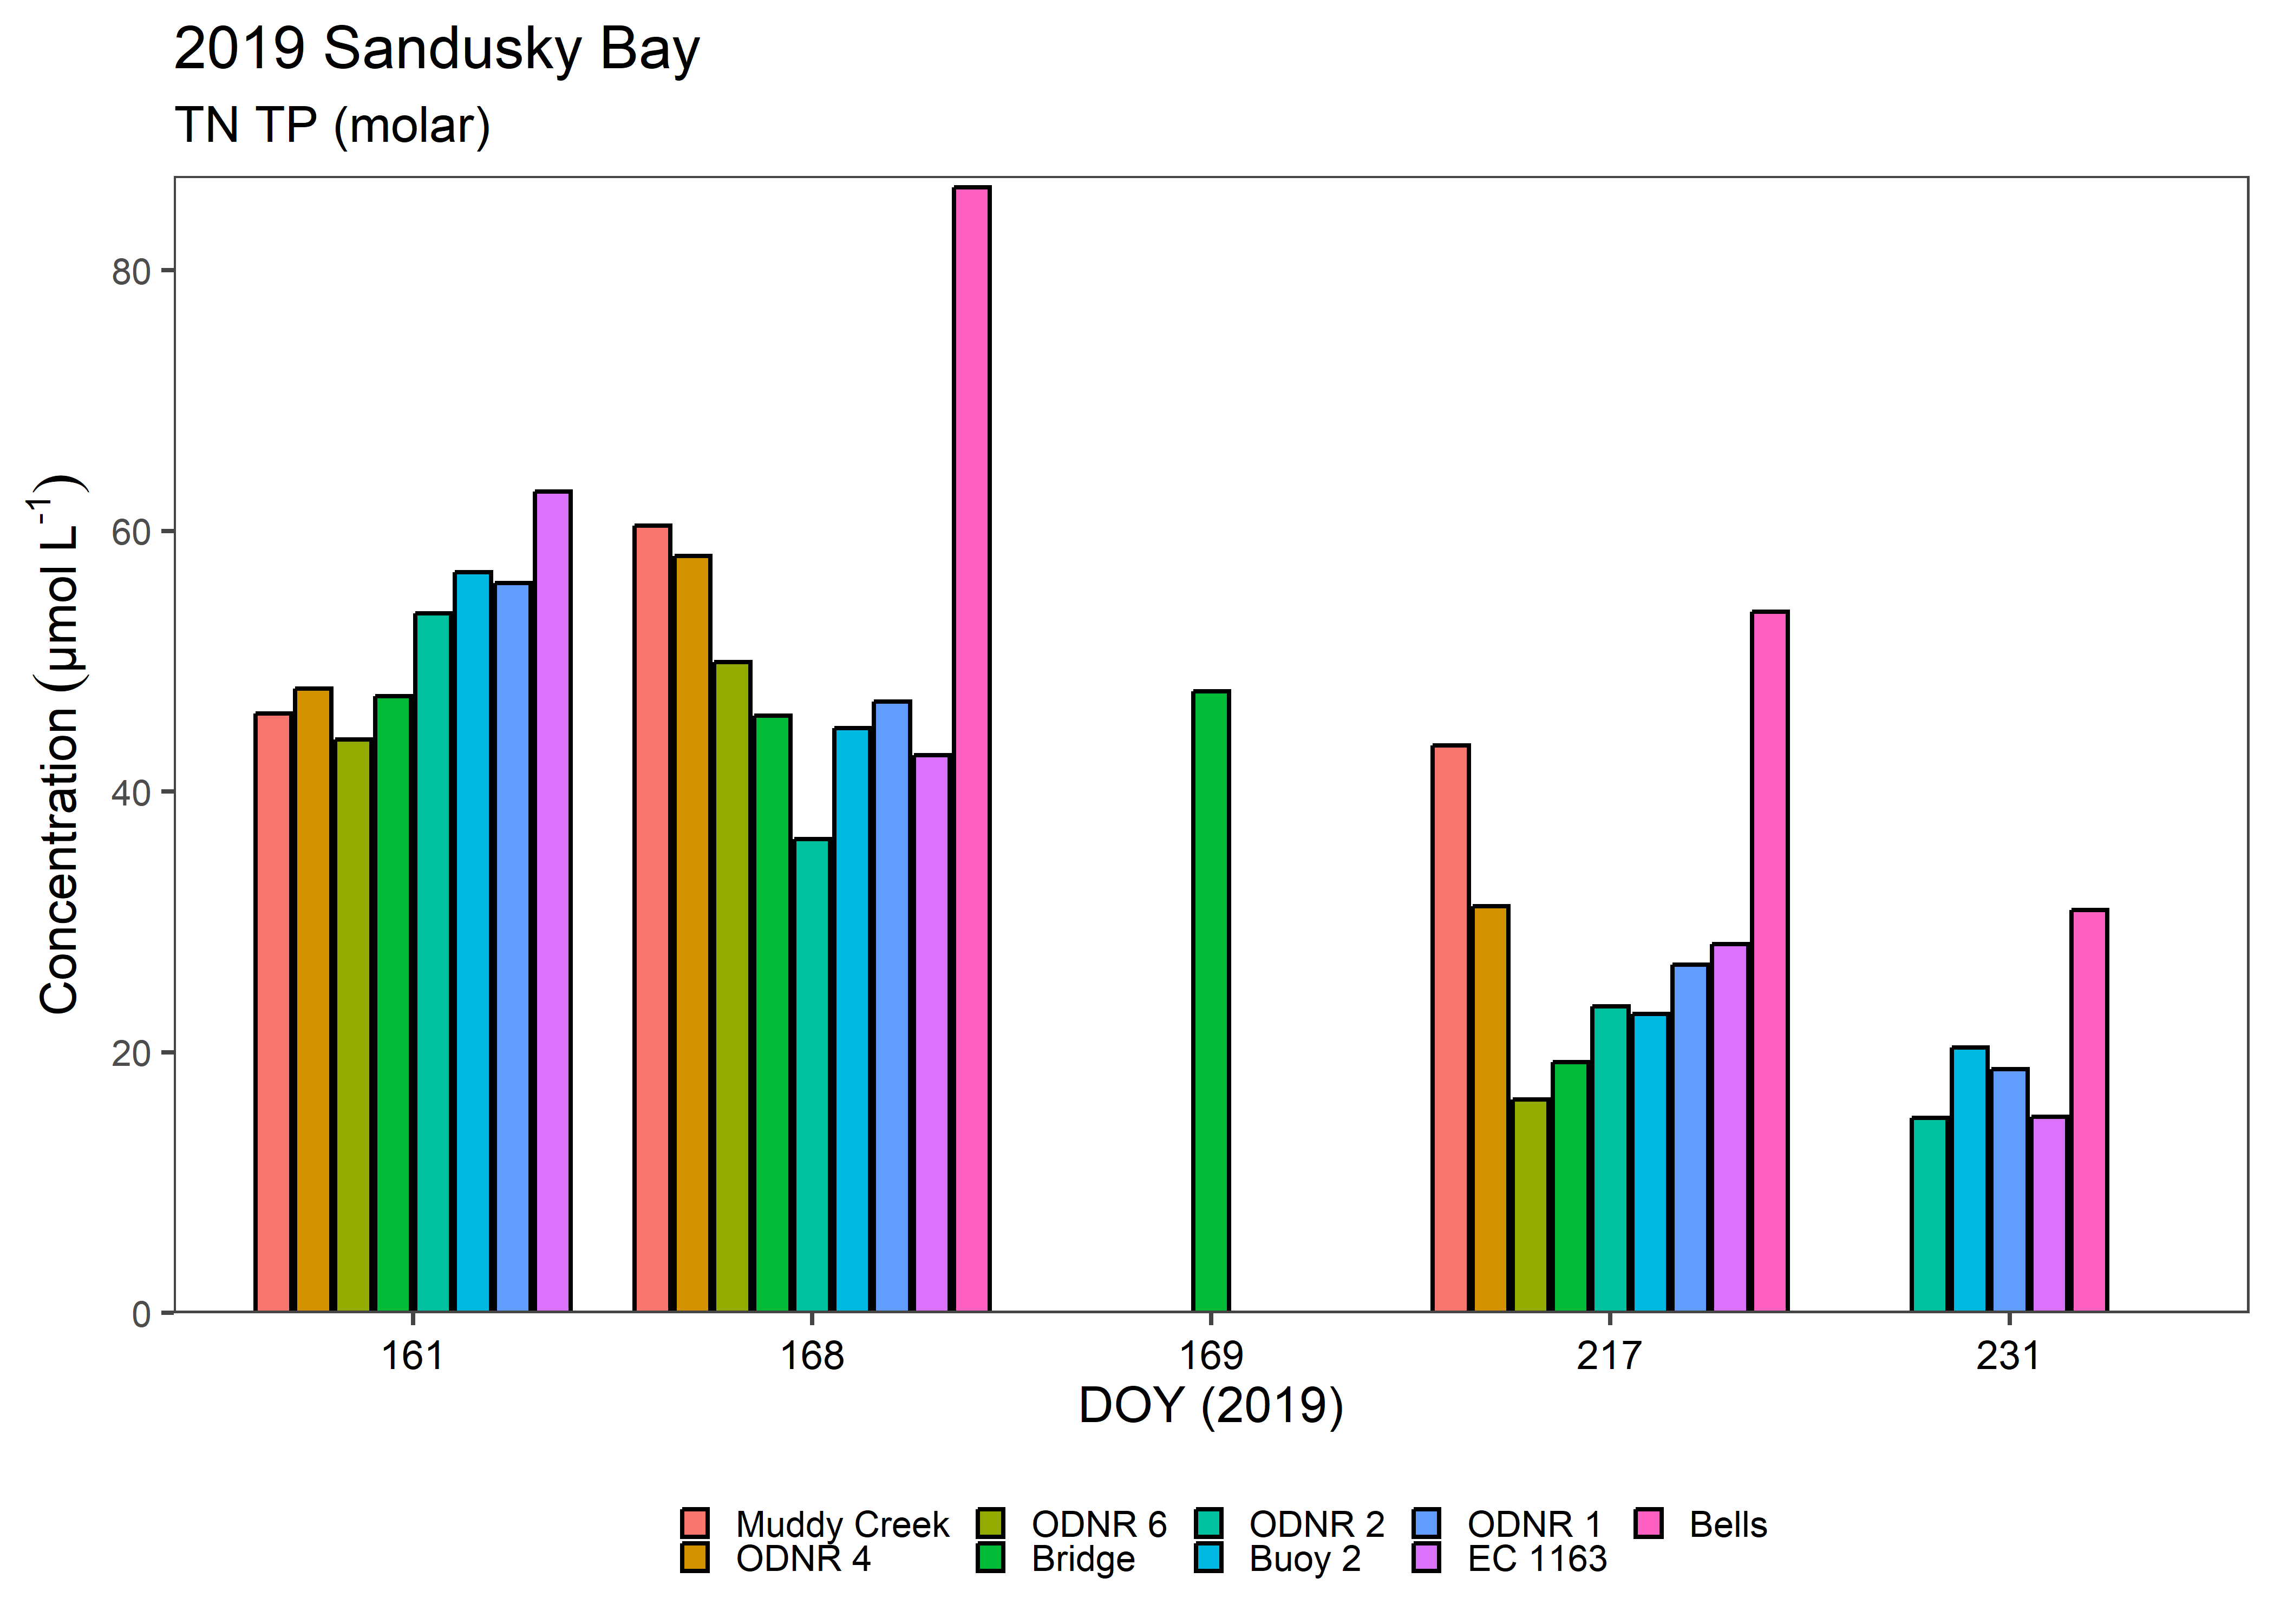 2019 Sandusky Bay
TN TP (molar)
Concentration (µmol L⁻¹)
80
60
40
20
0
161 168 169 217 231
DOY (2019)
Muddy Creek ODNR 6 ODNR 2 ODNR 1 Bells
ODNR 4 Bridge Buoy 2 EC 1163